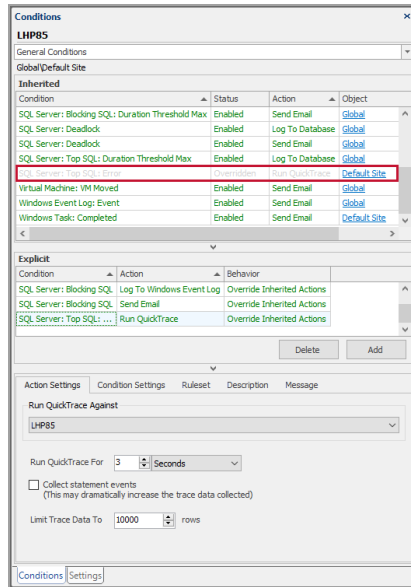 Conditions ×
LHP85
General Conditions
Global\Default Site
Inherited
Condition Status Action Object
SQL Server: Blocking SQL: Duration Threshold Max Enabled Send Email Global
SQL Server: Deadlock Enabled Log To Database Global
SQL Server: Deadlock Enabled Send Email Global
SQL Server: Top SQL: Duration Threshold Max Enabled Log To Database Global
SQL Server: Top SQL: Error Overridden Run QuickTrace Default Site
Virtual Machine: VM Moved Enabled Send Email Global
Windows Event Log: Event Enabled Send Email Global
Windows Task: Completed Enabled Send Email Default Site
Explicit
Condition Action Behavior
SQL Server: Blocking SQL Log To Windows Event Log Override Inherited Actions
SQL Server: Blocking SQL Send Email Override Inherited Actions
SQL Server: Top SQL: ... Run QuickTrace Override Inherited Actions
Delete Add
Action Settings Condition Settings Ruleset Description Message
Run QuickTrace Against
LHP85
Run QuickTrace For 3 Seconds
Collect statement events
(This may dramatically increase the trace data collected)
Limit Trace Data To 10000 rows
Conditions Settings